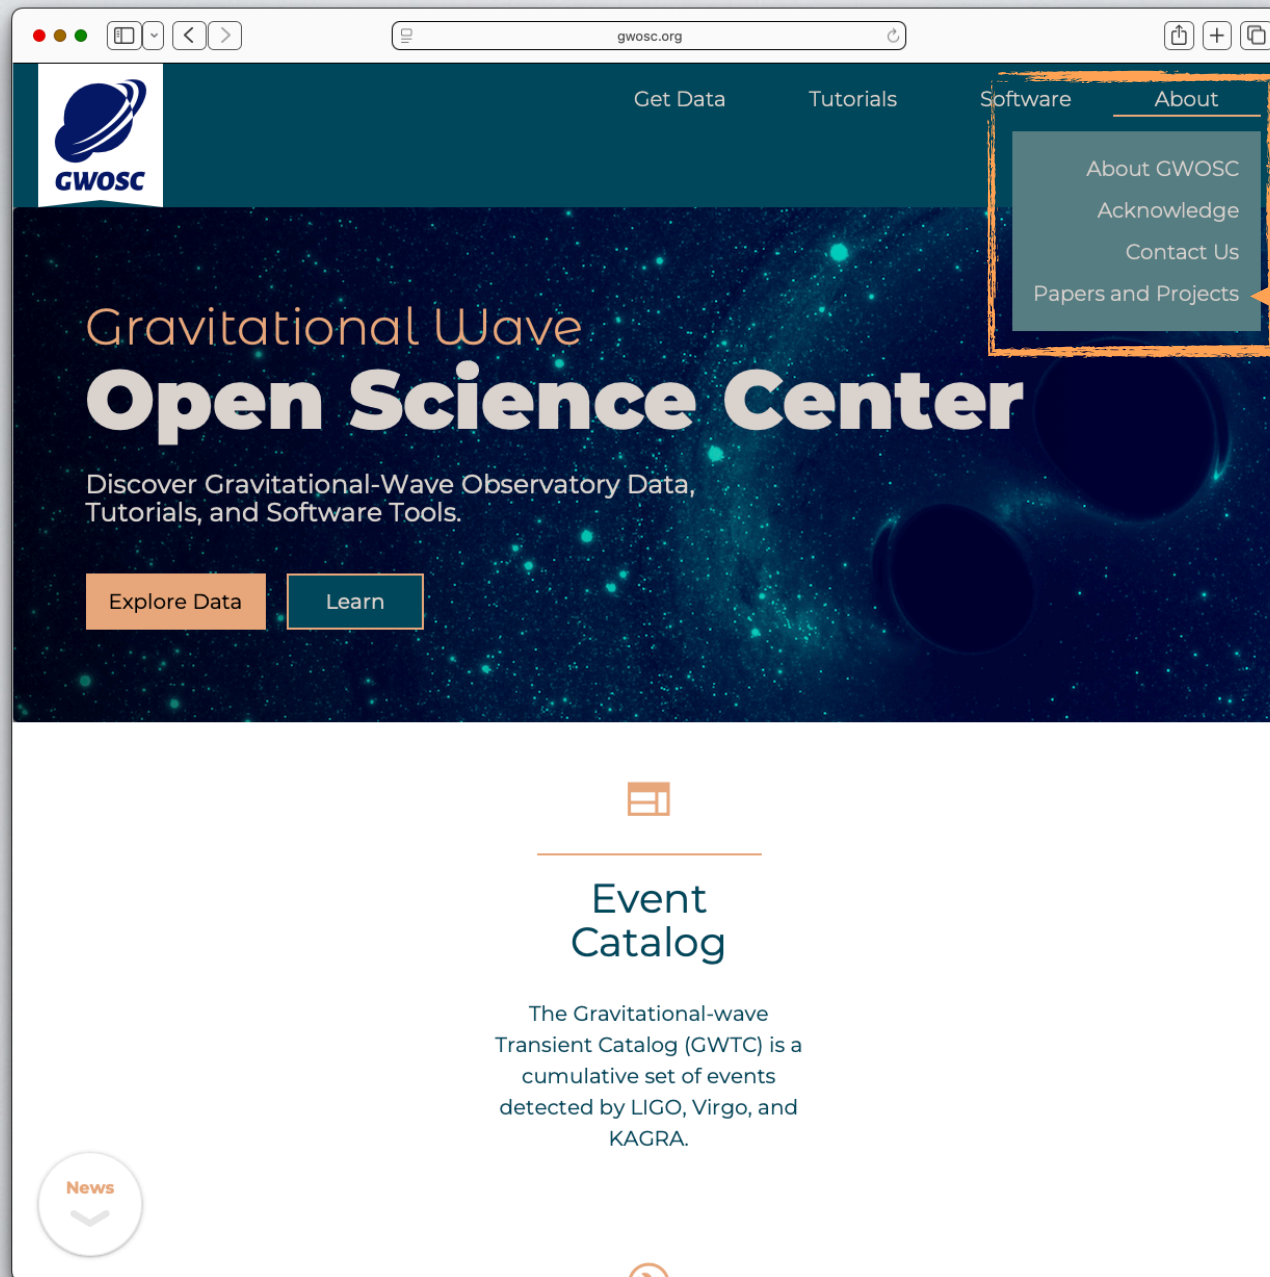 gwosc.org
GWOSC
Get Data
Tutorials
Software
About
About GWOSC
Acknowledge
Contact Us
Papers and Projects
Gravitational Wave
Open Science Center
Discover Gravitational-Wave Observatory Data,
Tutorials, and Software Tools.
Explore Data
Learn
Event
Catalog
The Gravitational-wave
Transient Catalog (GWTC) is a
cumulative set of events
detected by LIGO, Virgo, and
KAGRA.
News